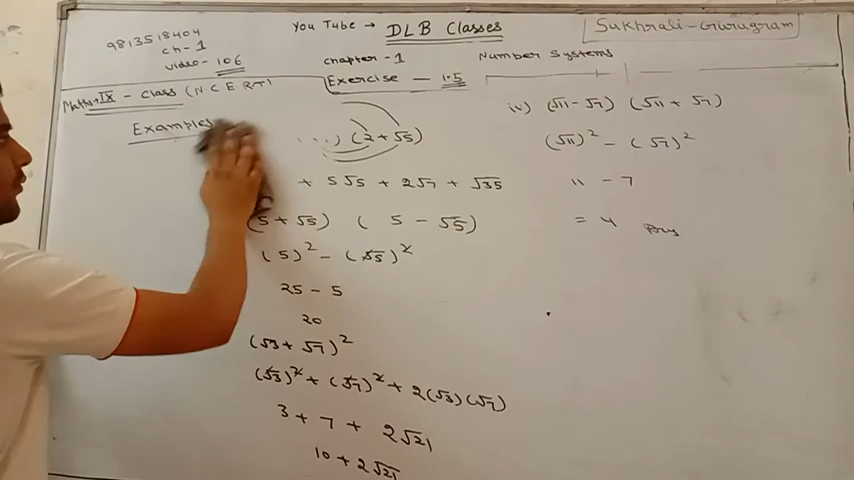 9813518404
ch-1
video - 106
You Tube → DLB Classes
Sukhrali-Gurugram
chapter-1
Number Systems
Exercise — 1.5
Maths - IX - class (N C E R T)
Examples
(2+√5)
+ 5√5 + 2√7 + √35
(5+√5) ( 5 - √5)
(5)² - (√5)²
25 - 5
20
(√3 + √7)²
(√3)² + (√7)² + 2(√3)(√7)
3 + 7 + 2√21
10 + 2√21
iv) (√11 - √7) (√11 + √7)
(√11)² - (√7)²
11 - 7
= 4 Ans